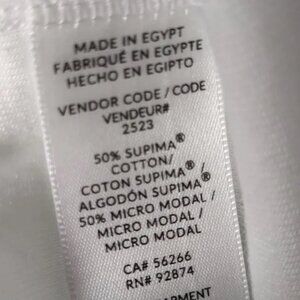 MADE IN EGYPT
FABRIQUÉ EN EGYPTE
HECHO EN EGIPTO
VENDOR CODE / CODE
VENDEUR#
2523
50% SUPIMA®
COTTON/
COTON SUPIMA® /
ALGODÓN SUPIMA®
50% MICRO MODAL /
MICRO MODAL /
MICRO MODAL
CA# 56266
RN# 92874